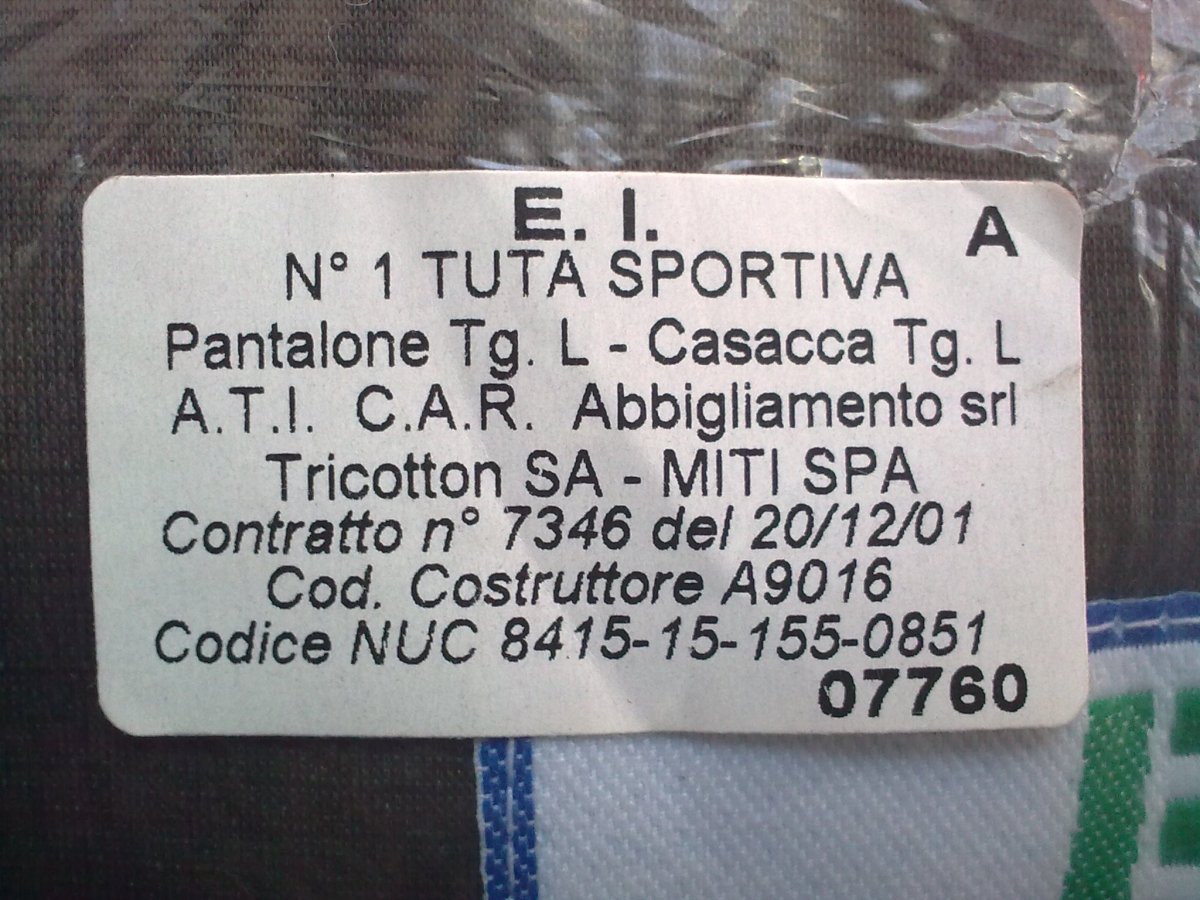 E. I.
A
N° 1 TUTA SPORTIVA
Pantalone Tg. L - Casacca Tg. L
A.T.I. C.A.R. Abbigliamento srl
Tricotton SA - MITI SPA
Contratto n° 7346 del 20/12/01
Cod. Costruttore A9016
Codice NUC 8415-15-155-0851
07760